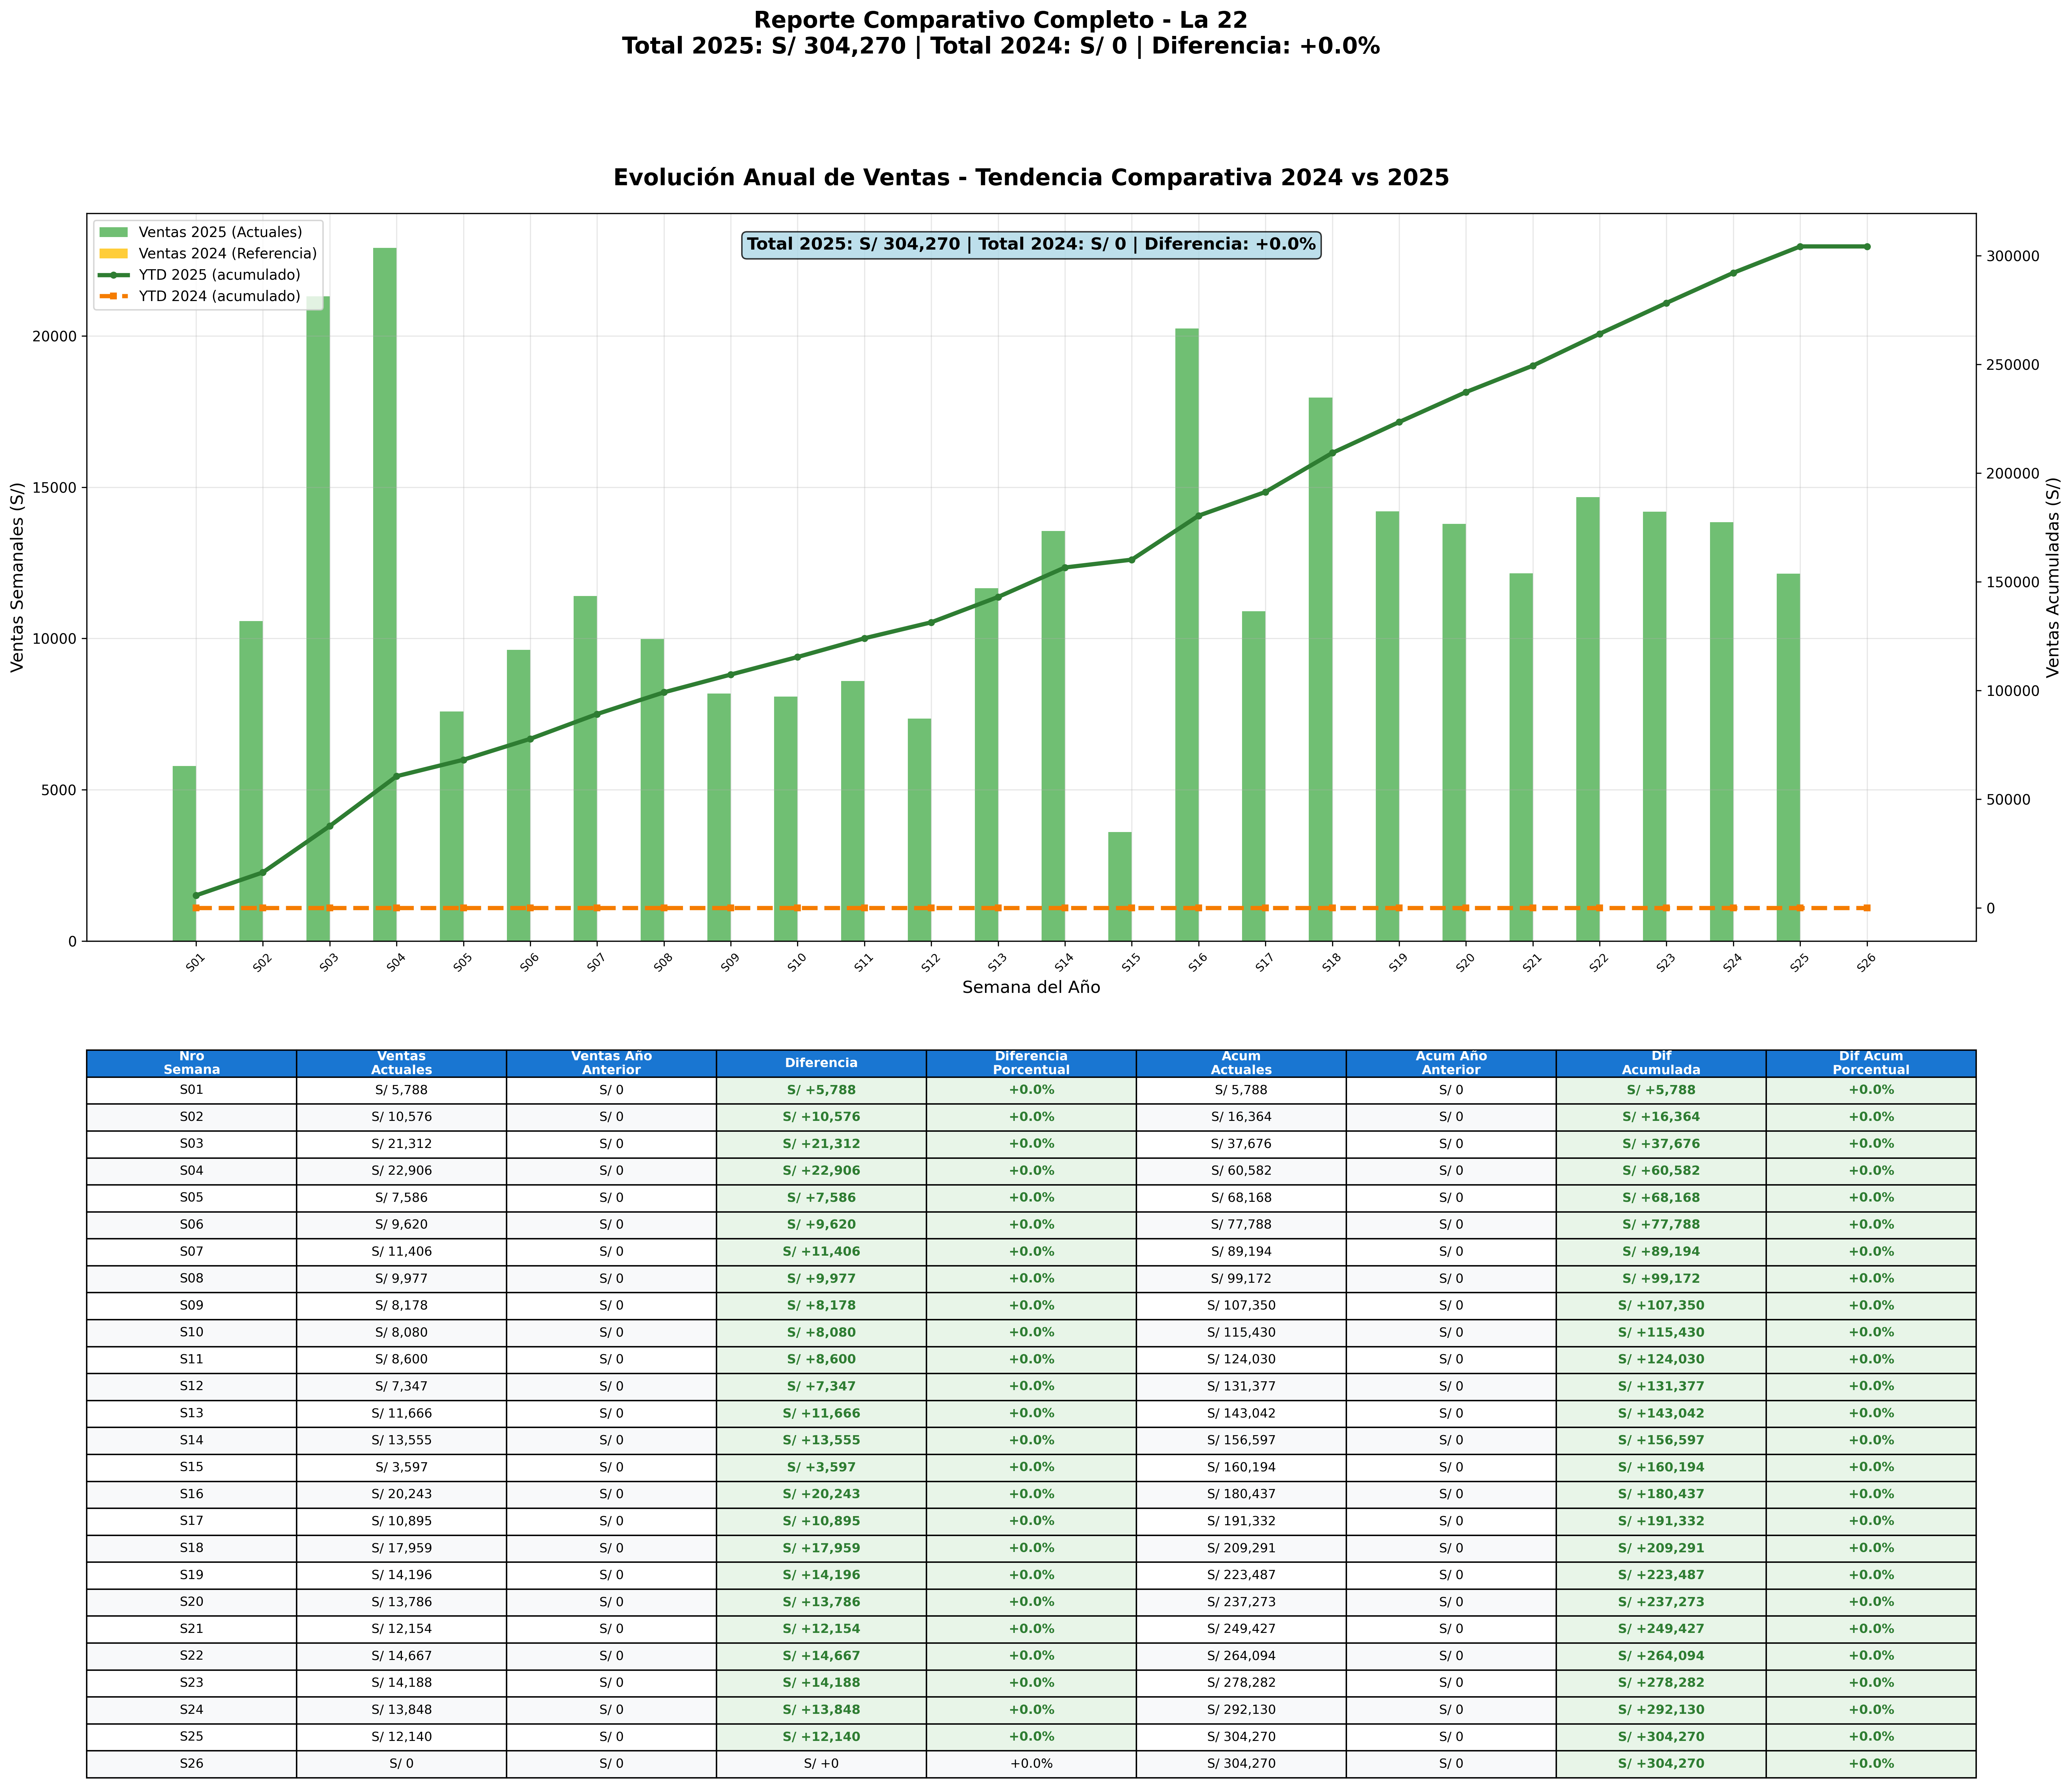 Reporte Comparativo Completo - La 22
Total 2025: S/ 304,270 | Total 2024: S/ 0 | Diferencia: +0.0%
Evolución Anual de Ventas - Tendencia Comparativa 2024 vs 2025
Ventas 2025 (Actuales)
Ventas 2024 (Referencia)
YTD 2025 (acumulado)
YTD 2024 (acumulado)
Total 2025: S/ 304,270 | Total 2024: S/ 0 | Diferencia: +0.0%
Ventas Semanales (S/)
20000
15000
10000
5000
0
300000
250000
200000
150000
100000
50000
0
Ventas Acumuladas (S/)
S01 S02 S03 S04 S05 S06 S07 S08 S09 S10 S11 S12 S13 S14 S15 S16 S17 S18 S19 S20 S21 S22 S23 S24 S25 S26
Semana del Año
Nro Semana | Ventas Actuales | Ventas Año Anterior | Diferencia | Diferencia Porcentual | Acum Actuales | Acum Año Anterior | Dif Acumulada | Dif Acum Porcentual
S01 S/ 5,788 S/ 0 S/ +5,788 +0.0% S/ 5,788 S/ 0 S/ +5,788 +0.0%
S02 S/ 10,576 S/ 0 S/ +10,576 +0.0% S/ 16,364 S/ 0 S/ +16,364 +0.0%
S03 S/ 21,312 S/ 0 S/ +21,312 +0.0% S/ 37,676 S/ 0 S/ +37,676 +0.0%
S04 S/ 22,906 S/ 0 S/ +22,906 +0.0% S/ 60,582 S/ 0 S/ +60,582 +0.0%
S05 S/ 7,586 S/ 0 S/ +7,586 +0.0% S/ 68,168 S/ 0 S/ +68,168 +0.0%
S06 S/ 9,620 S/ 0 S/ +9,620 +0.0% S/ 77,788 S/ 0 S/ +77,788 +0.0%
S07 S/ 11,406 S/ 0 S/ +11,406 +0.0% S/ 89,194 S/ 0 S/ +89,194 +0.0%
S08 S/ 9,977 S/ 0 S/ +9,977 +0.0% S/ 99,172 S/ 0 S/ +99,172 +0.0%
S09 S/ 8,178 S/ 0 S/ +8,178 +0.0% S/ 107,350 S/ 0 S/ +107,350 +0.0%
S10 S/ 8,080 S/ 0 S/ +8,080 +0.0% S/ 115,430 S/ 0 S/ +115,430 +0.0%
S11 S/ 8,600 S/ 0 S/ +8,600 +0.0% S/ 124,030 S/ 0 S/ +124,030 +0.0%
S12 S/ 7,347 S/ 0 S/ +7,347 +0.0% S/ 131,377 S/ 0 S/ +131,377 +0.0%
S13 S/ 11,666 S/ 0 S/ +11,666 +0.0% S/ 143,042 S/ 0 S/ +143,042 +0.0%
S14 S/ 13,555 S/ 0 S/ +13,555 +0.0% S/ 156,597 S/ 0 S/ +156,597 +0.0%
S15 S/ 3,597 S/ 0 S/ +3,597 +0.0% S/ 160,194 S/ 0 S/ +160,194 +0.0%
S16 S/ 20,243 S/ 0 S/ +20,243 +0.0% S/ 180,437 S/ 0 S/ +180,437 +0.0%
S17 S/ 10,895 S/ 0 S/ +10,895 +0.0% S/ 191,332 S/ 0 S/ +191,332 +0.0%
S18 S/ 17,959 S/ 0 S/ +17,959 +0.0% S/ 209,291 S/ 0 S/ +209,291 +0.0%
S19 S/ 14,196 S/ 0 S/ +14,196 +0.0% S/ 223,487 S/ 0 S/ +223,487 +0.0%
S20 S/ 13,786 S/ 0 S/ +13,786 +0.0% S/ 237,273 S/ 0 S/ +237,273 +0.0%
S21 S/ 12,154 S/ 0 S/ +12,154 +0.0% S/ 249,427 S/ 0 S/ +249,427 +0.0%
S22 S/ 14,667 S/ 0 S/ +14,667 +0.0% S/ 264,094 S/ 0 S/ +264,094 +0.0%
S23 S/ 14,188 S/ 0 S/ +14,188 +0.0% S/ 278,282 S/ 0 S/ +278,282 +0.0%
S24 S/ 13,848 S/ 0 S/ +13,848 +0.0% S/ 292,130 S/ 0 S/ +292,130 +0.0%
S25 S/ 12,140 S/ 0 S/ +12,140 +0.0% S/ 304,270 S/ 0 S/ +304,270 +0.0%
S26 S/ 0 S/ 0 S/ +0 +0.0% S/ 304,270 S/ 0 S/ +304,270 +0.0%